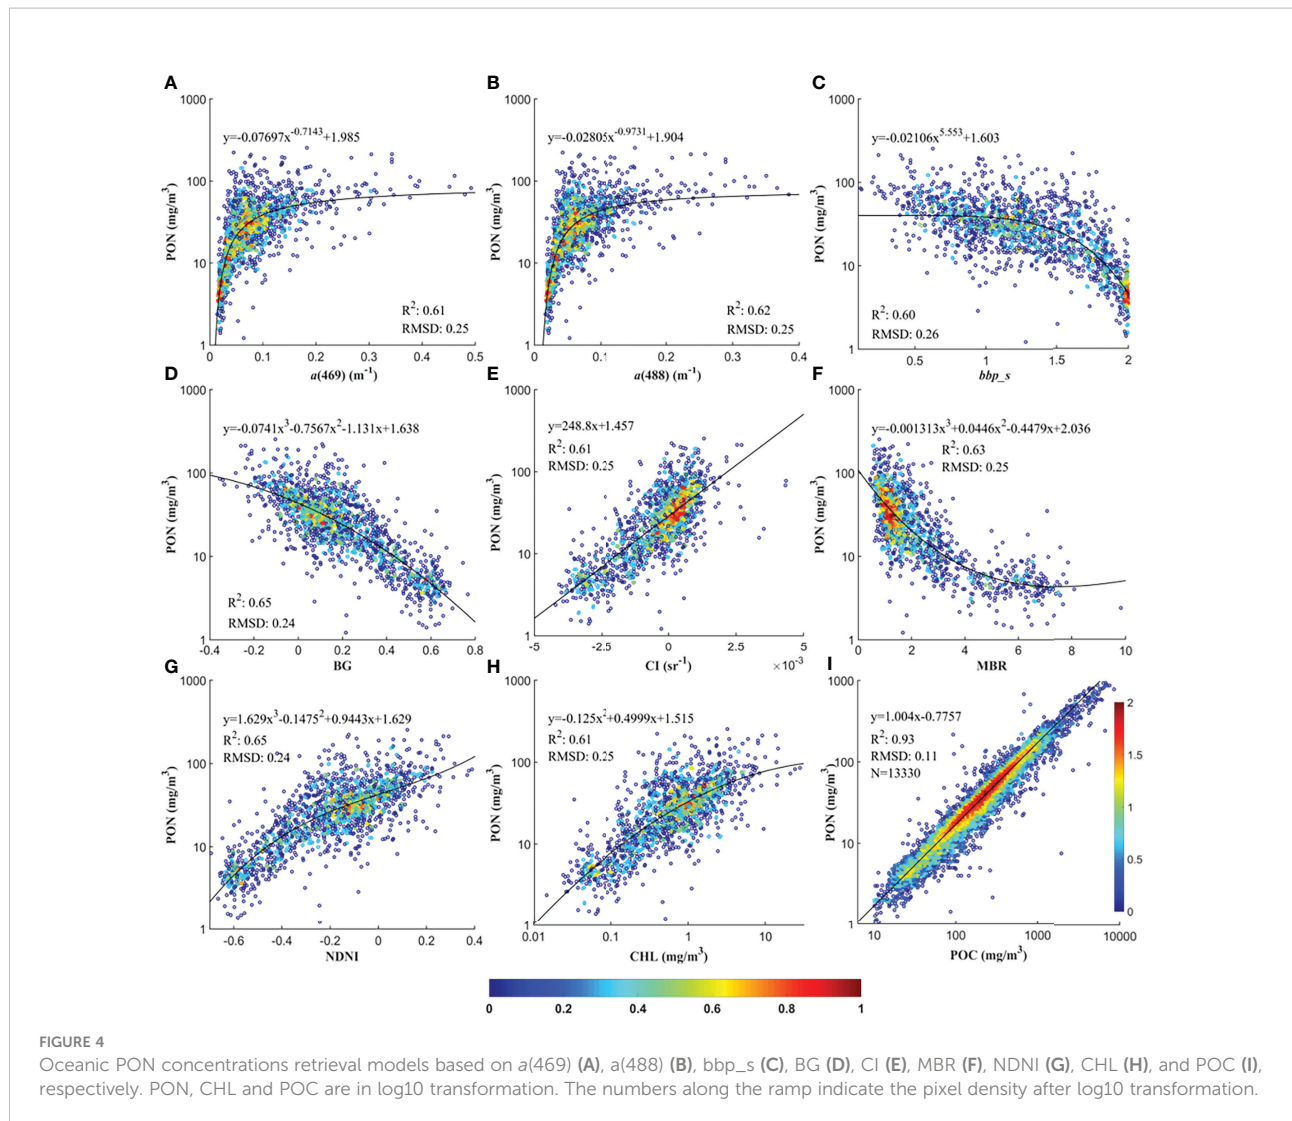 A
1000
100
10
1
PON (mg/m³)
y=-0.07697x^-0.7143+1.985
R²: 0.61
RMSD: 0.25
0 0.1 0.2 0.3 0.4 0.5
a(469) (m⁻¹)
B
1000
100
10
1
PON (mg/m³)
y=-0.02805x^-0.9731+1.904
R²: 0.62
RMSD: 0.25
0 0.1 0.2 0.3 0.4
a(488) (m⁻¹)
C
1000
100
10
1
PON (mg/m³)
y=-0.02106x^5.553+1.603
R²: 0.60
RMSD: 0.26
0.5 1.0 1.5 2
bbp_s
D
1000
100
10
1
PON (mg/m³)
y=-0.0741x³-0.7567x²-1.131x+1.638
R²: 0.65
RMSD: 0.24
-0.4 -0.2 0 0.2 0.4 0.6 0.8
BG
E
1000
100
10
1
PON (mg/m³)
y=248.8x+1.457
R²: 0.61
RMSD: 0.25
-5 -2.5 0 2.5 5
CI (sr⁻¹)
×10⁻³
F
1000
100
10
1
PON (mg/m³)
y=-0.001313x³+0.0446x²-0.4479x+2.036
R²: 0.63
RMSD: 0.25
0 2 4 6 8 10
MBR
G
1000
100
10
1
PON (mg/m³)
y=1.629x³-0.1475²+0.9443x+1.629
R²: 0.65
RMSD: 0.24
-0.6 -0.4 -0.2 0 0.2 0.4
NDNI
H
1000
100
10
1
PON (mg/m³)
y=-0.125x²+0.4999x+1.515
R²: 0.61
RMSD: 0.25
0.01 0.1 1 10
CHL (mg/m³)
I
1000
100
10
1
PON (mg/m³)
y=1.004x-0.7757
R²: 0.93
RMSD: 0.11
N=13330
10 100 1000 10000
POC (mg/m³)
2
1.5
1
0.5
0
0 0.2 0.4 0.6 0.8 1
FIGURE 4
Oceanic PON concentrations retrieval models based on a(469) (A), a(488) (B), bbp_s (C), BG (D), CI (E), MBR (F), NDNI (G), CHL (H), and POC (I),
respectively. PON, CHL and POC are in log10 transformation. The numbers along the ramp indicate the pixel density after log10 transformation.